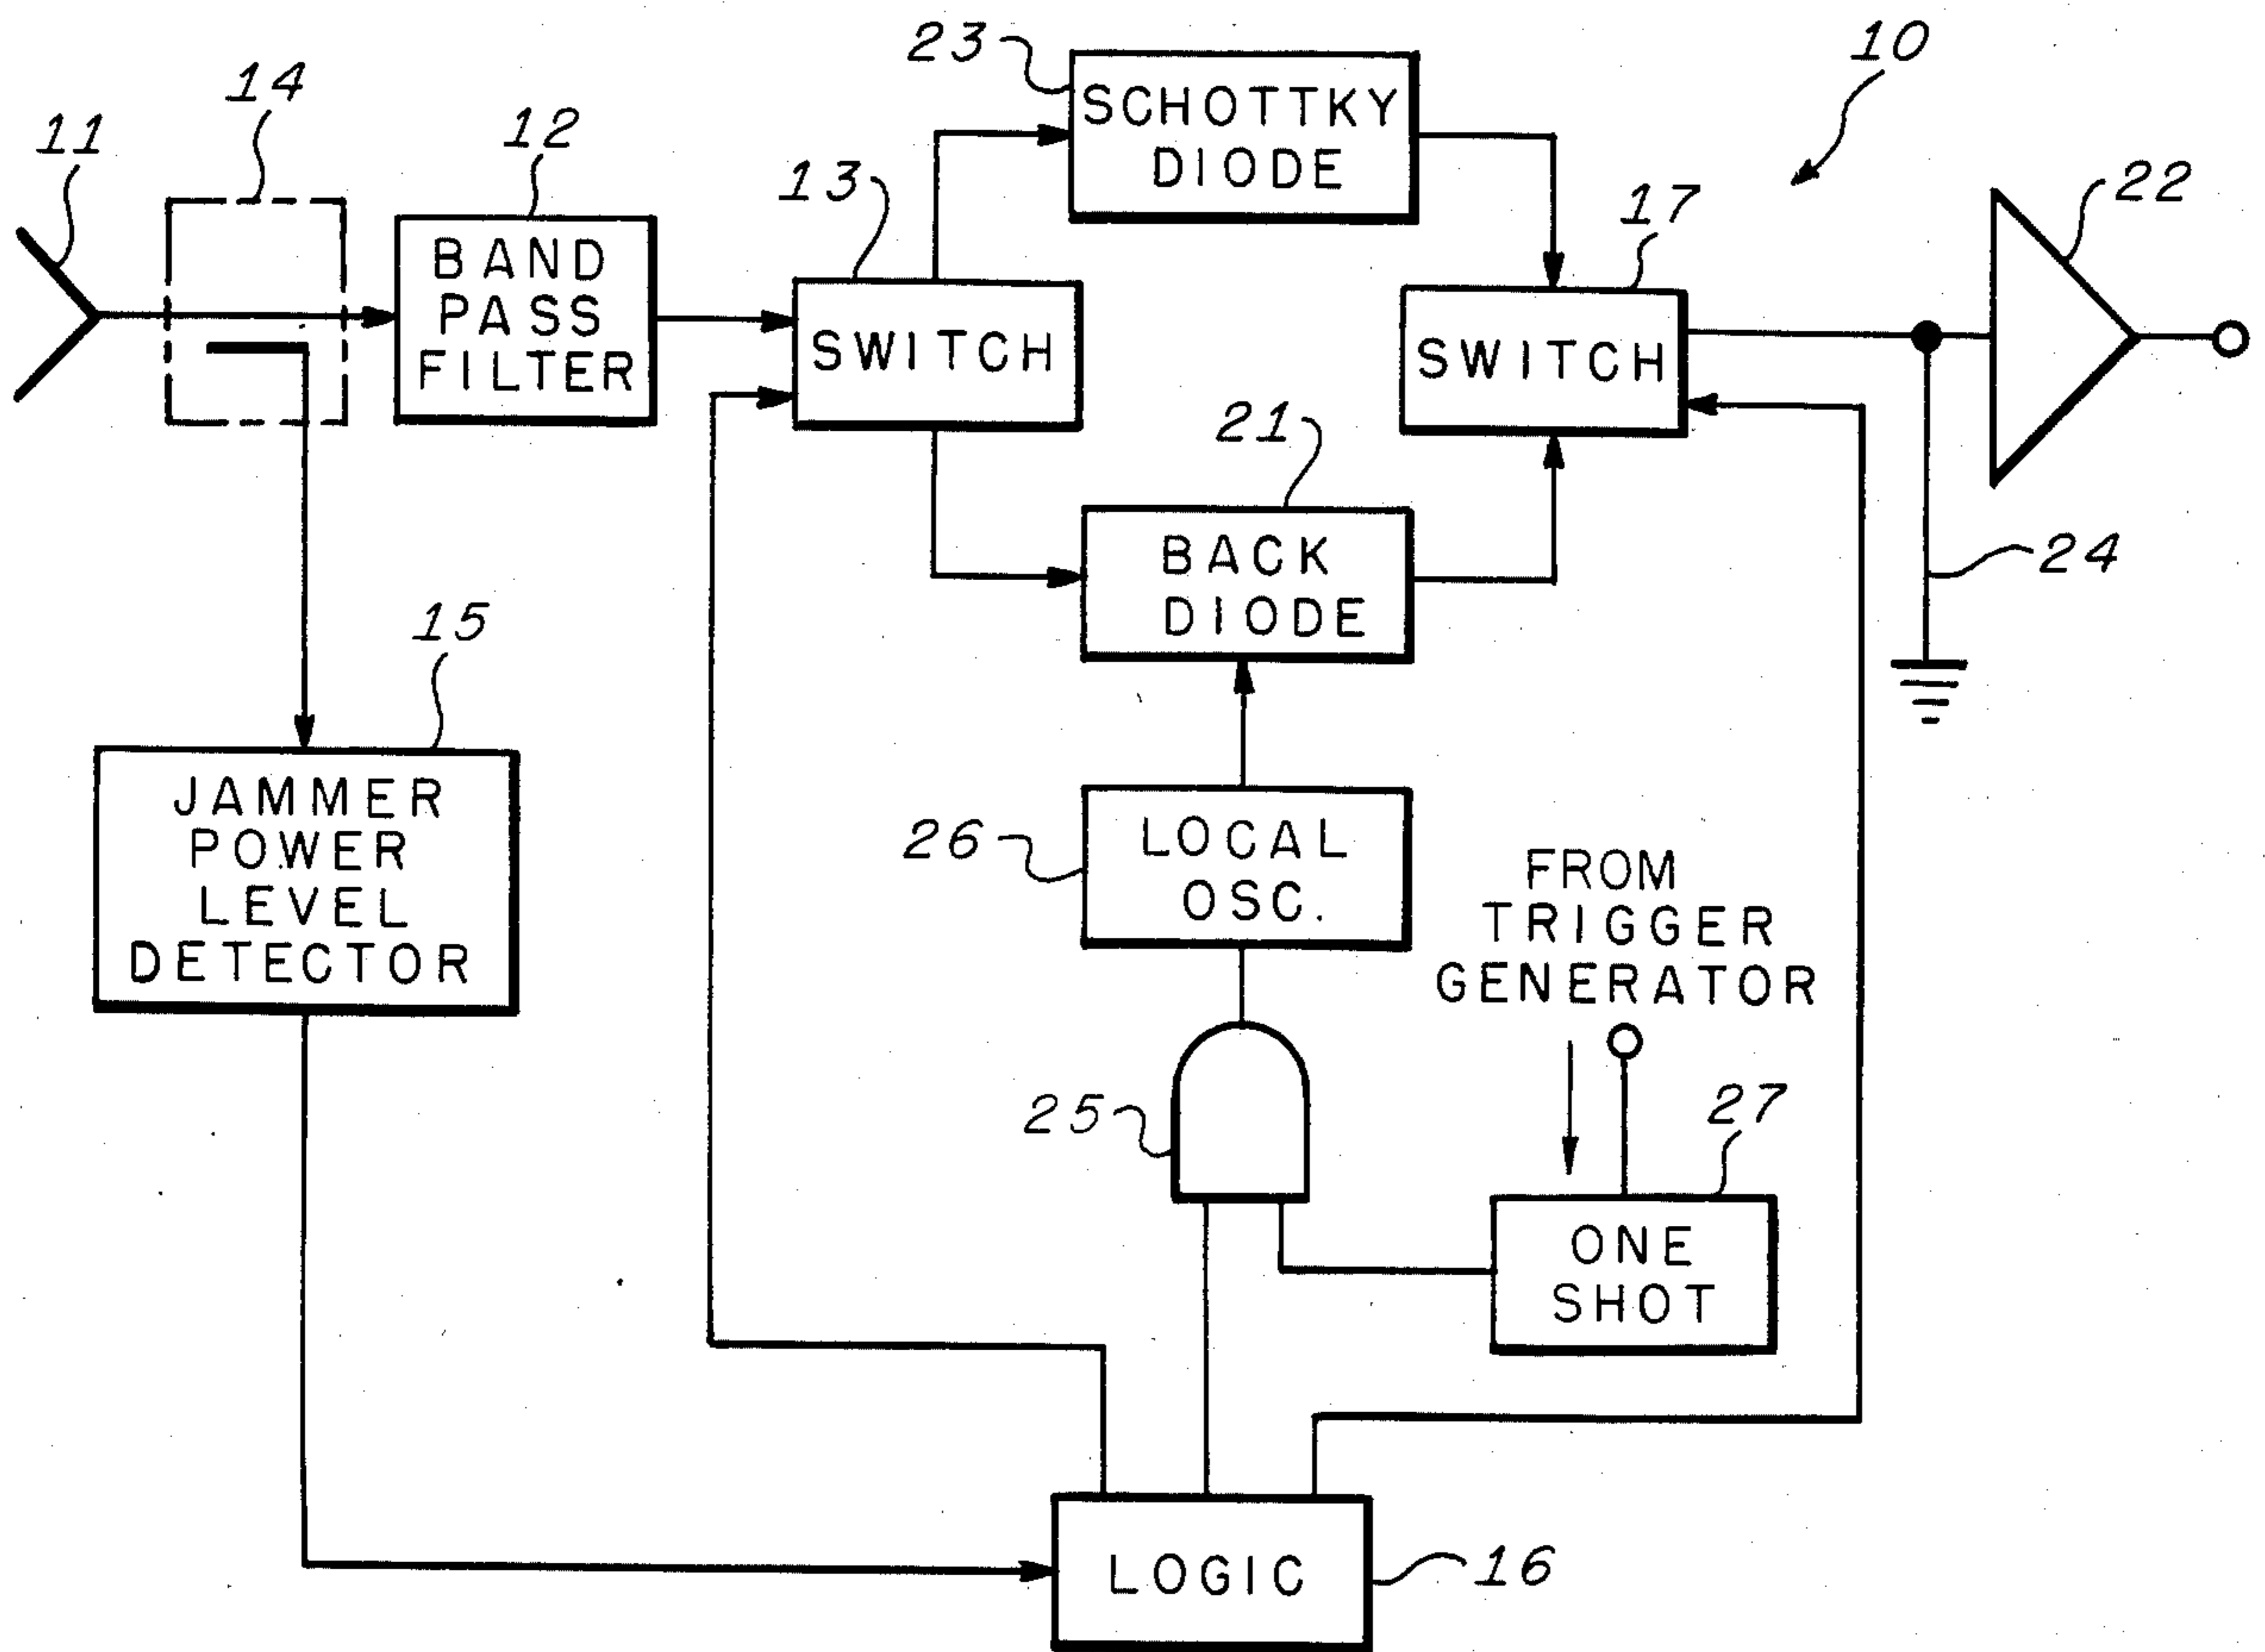 23
10
14
11
12
SCHOTTKY
DIODE
13
17
22
BAND
PASS
FILTER
SWITCH
SWITCH
21
BACK
DIODE
24
15
JAMMER
POWER
LEVEL
DETECTOR
26
LOCAL
OSC.
FROM
TRIGGER
GENERATOR
25
27
ONE
SHOT
LOGIC
16